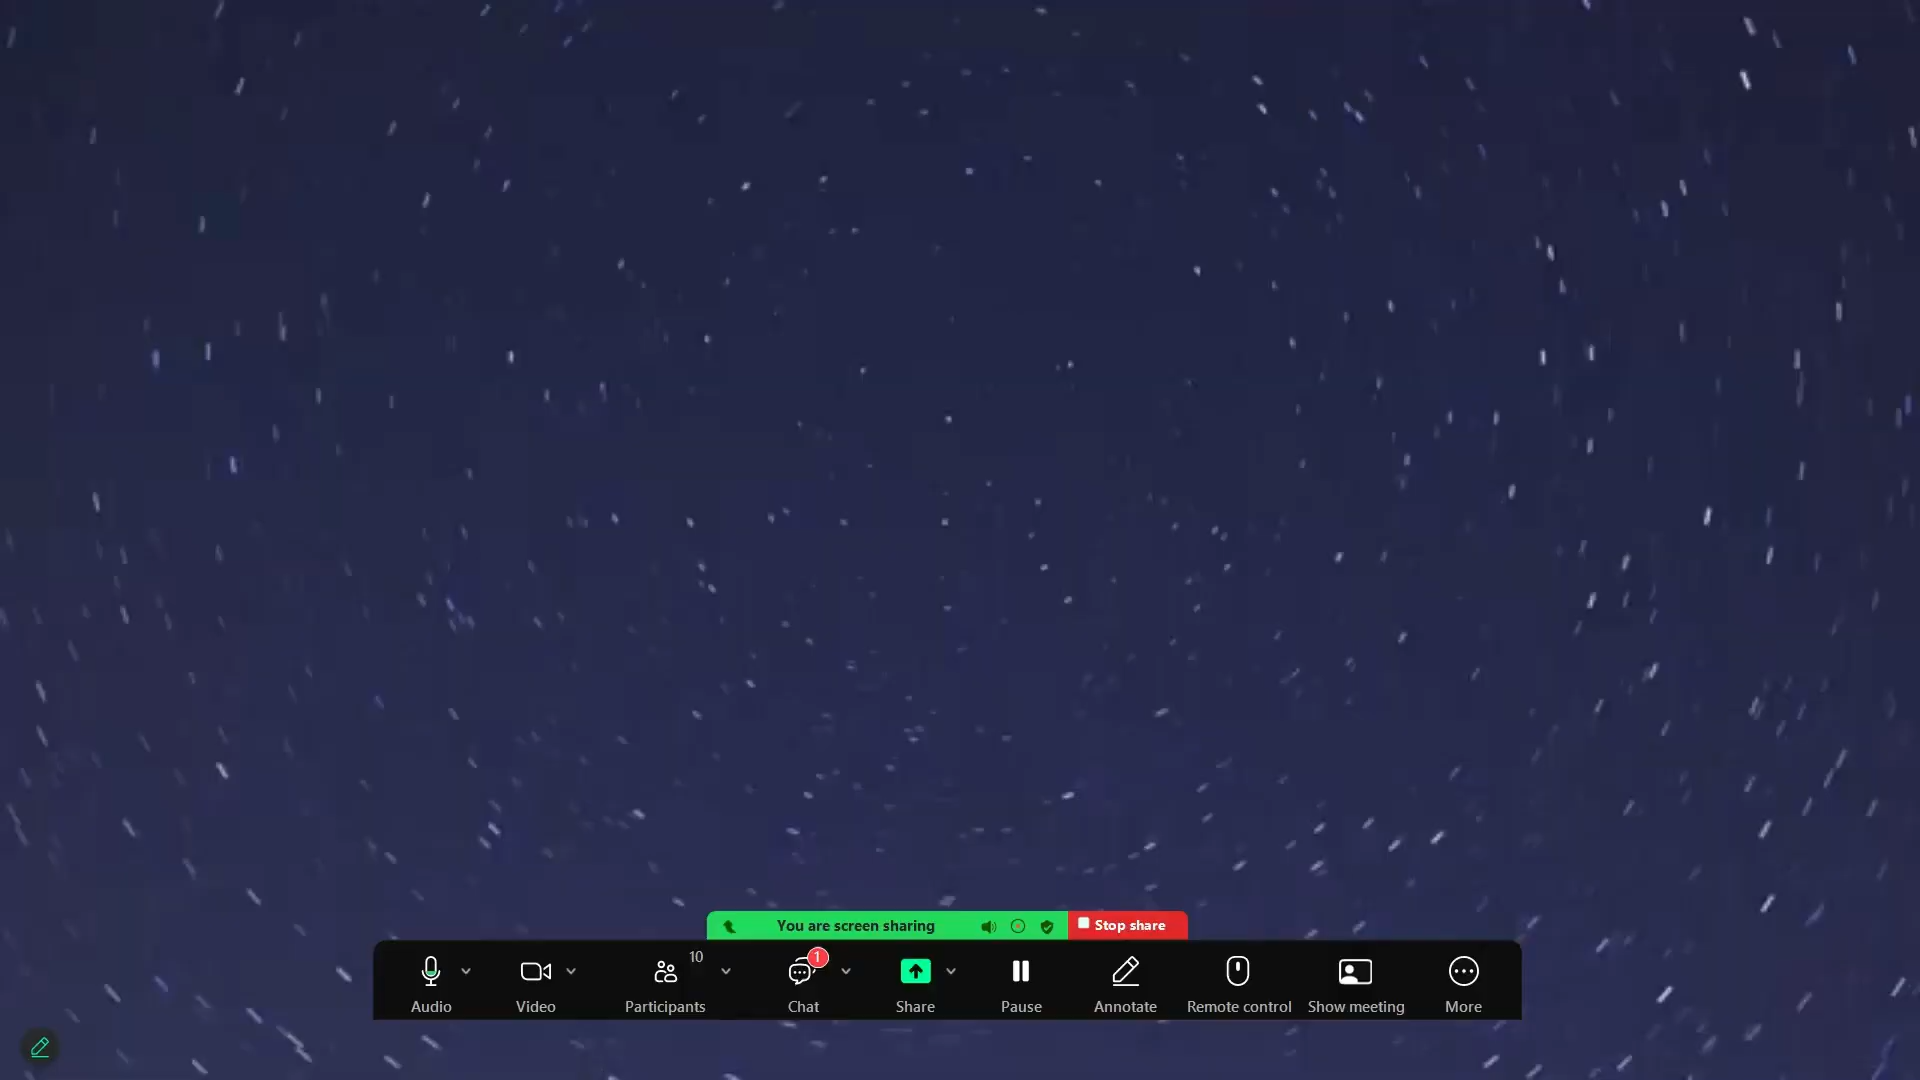 You are screen sharing
Stop share
10
1
Audio
Video
Participants
Chat
Share
Pause
Annotate
Remote control
Show meeting
More